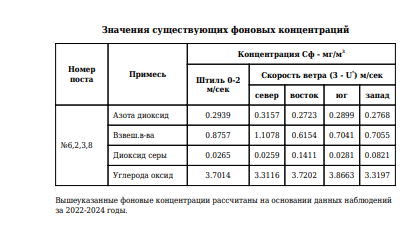 Значения существующих фоновых концентраций
Номер поста
Примесь
Концентрация Сф - мг/м³
Штиль 0-2 м/сек
Скорость ветра (3 - U*) м/сек
север восток юг запад
№6,2,3,8
Азота диоксид 0.2939 0.3157 0.2723 0.2899 0.2768
Взвеш.в-ва 0.8757 1.1078 0.6154 0.7041 0.7055
Диоксид серы 0.0265 0.0259 0.1411 0.0281 0.0821
Углерода оксид 3.7014 3.3116 3.7202 3.8663 3.3197
Вышеуказанные фоновые концентрации рассчитаны на основании данных наблюдений
за 2022-2024 годы.